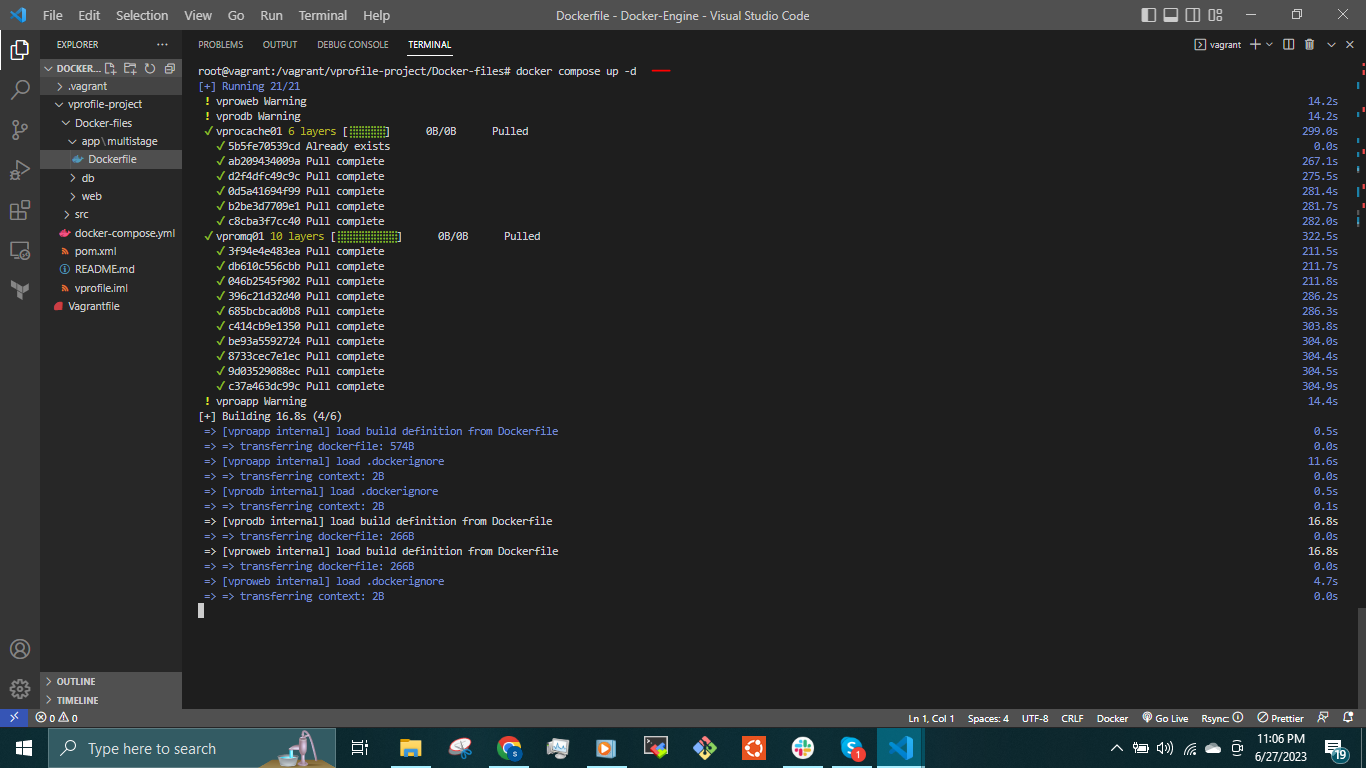 File Edit Selection View Go Run Terminal Help
Dockerfile - Docker-Engine - Visual Studio Code
EXPLORER
DOCKER...
.vagrant
vprofile-project
Docker-files
app\multistage
Dockerfile
db
web
src
docker-compose.yml
pom.xml
README.md
vprofile.iml
Vagrantfile
OUTLINE
TIMELINE
PROBLEMS OUTPUT DEBUG CONSOLE TERMINAL
vagrant
root@vagrant:/vagrant/vprofile-project/Docker-files# docker compose up -d
[+] Running 21/21
! vproweb Warning 14.2s
! vprodb Warning 14.2s
✓ vprocache01 6 layers [⣿⣿⣿⣿⣿⣿] 0B/0B Pulled 299.0s
✓ 5b5fe70539cd Already exists 0.0s
✓ ab209434009a Pull complete 267.1s
✓ d2f4dfc49c9c Pull complete 275.5s
✓ 0d5a41694f99 Pull complete 281.4s
✓ b2be3d7709e1 Pull complete 281.7s
✓ c8cba3f7cc40 Pull complete 282.0s
✓ vpromq01 10 layers [⣿⣿⣿⣿⣿⣿⣿⣿⣿⣿] 0B/0B Pulled 322.5s
✓ 3f94e4e483ea Pull complete 211.5s
✓ db610c556cbb Pull complete 211.7s
✓ 046b2545f902 Pull complete 211.8s
✓ 396c21d32d40 Pull complete 286.2s
✓ 685bcbcad0b8 Pull complete 286.3s
✓ c414cb9e1350 Pull complete 303.8s
✓ be93a5592724 Pull complete 304.0s
✓ 8733cec7e1ec Pull complete 304.4s
✓ 9d03529088ec Pull complete 304.5s
✓ c37a463dc99c Pull complete 304.9s
! vproapp Warning 14.4s
[+] Building 16.8s (4/6)
=> [vproapp internal] load build definition from Dockerfile 0.5s
=> => transferring dockerfile: 574B 0.0s
=> [vproapp internal] load .dockerignore 11.6s
=> => transferring context: 2B 0.0s
=> [vprodb internal] load .dockerignore 0.5s
=> => transferring context: 2B 0.1s
=> [vprodb internal] load build definition from Dockerfile 16.8s
=> => transferring dockerfile: 266B 0.0s
=> [vproweb internal] load build definition from Dockerfile 16.8s
=> => transferring dockerfile: 266B 0.0s
=> [vproweb internal] load .dockerignore 4.7s
=> => transferring context: 2B 0.0s
0 0
Ln 1, Col 1 Spaces: 4 UTF-8 CRLF Docker Go Live Rsync: Prettier
Type here to search
1
11:06 PM
6/27/2023
19